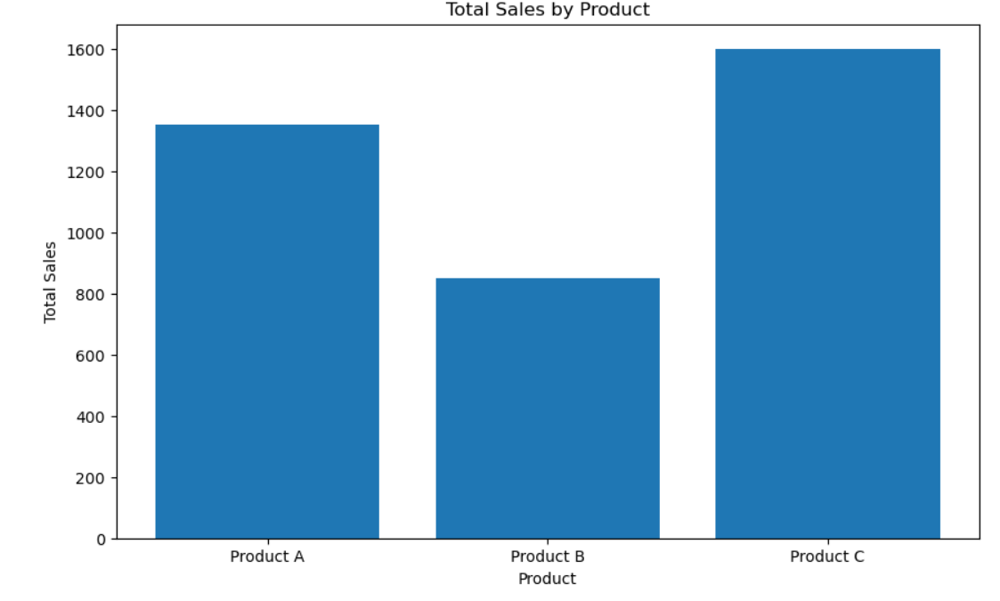 Total Sales by Product
Total Sales
1600
1400
1200
1000
800
600
400
200
0
Product A Product B Product C
Product